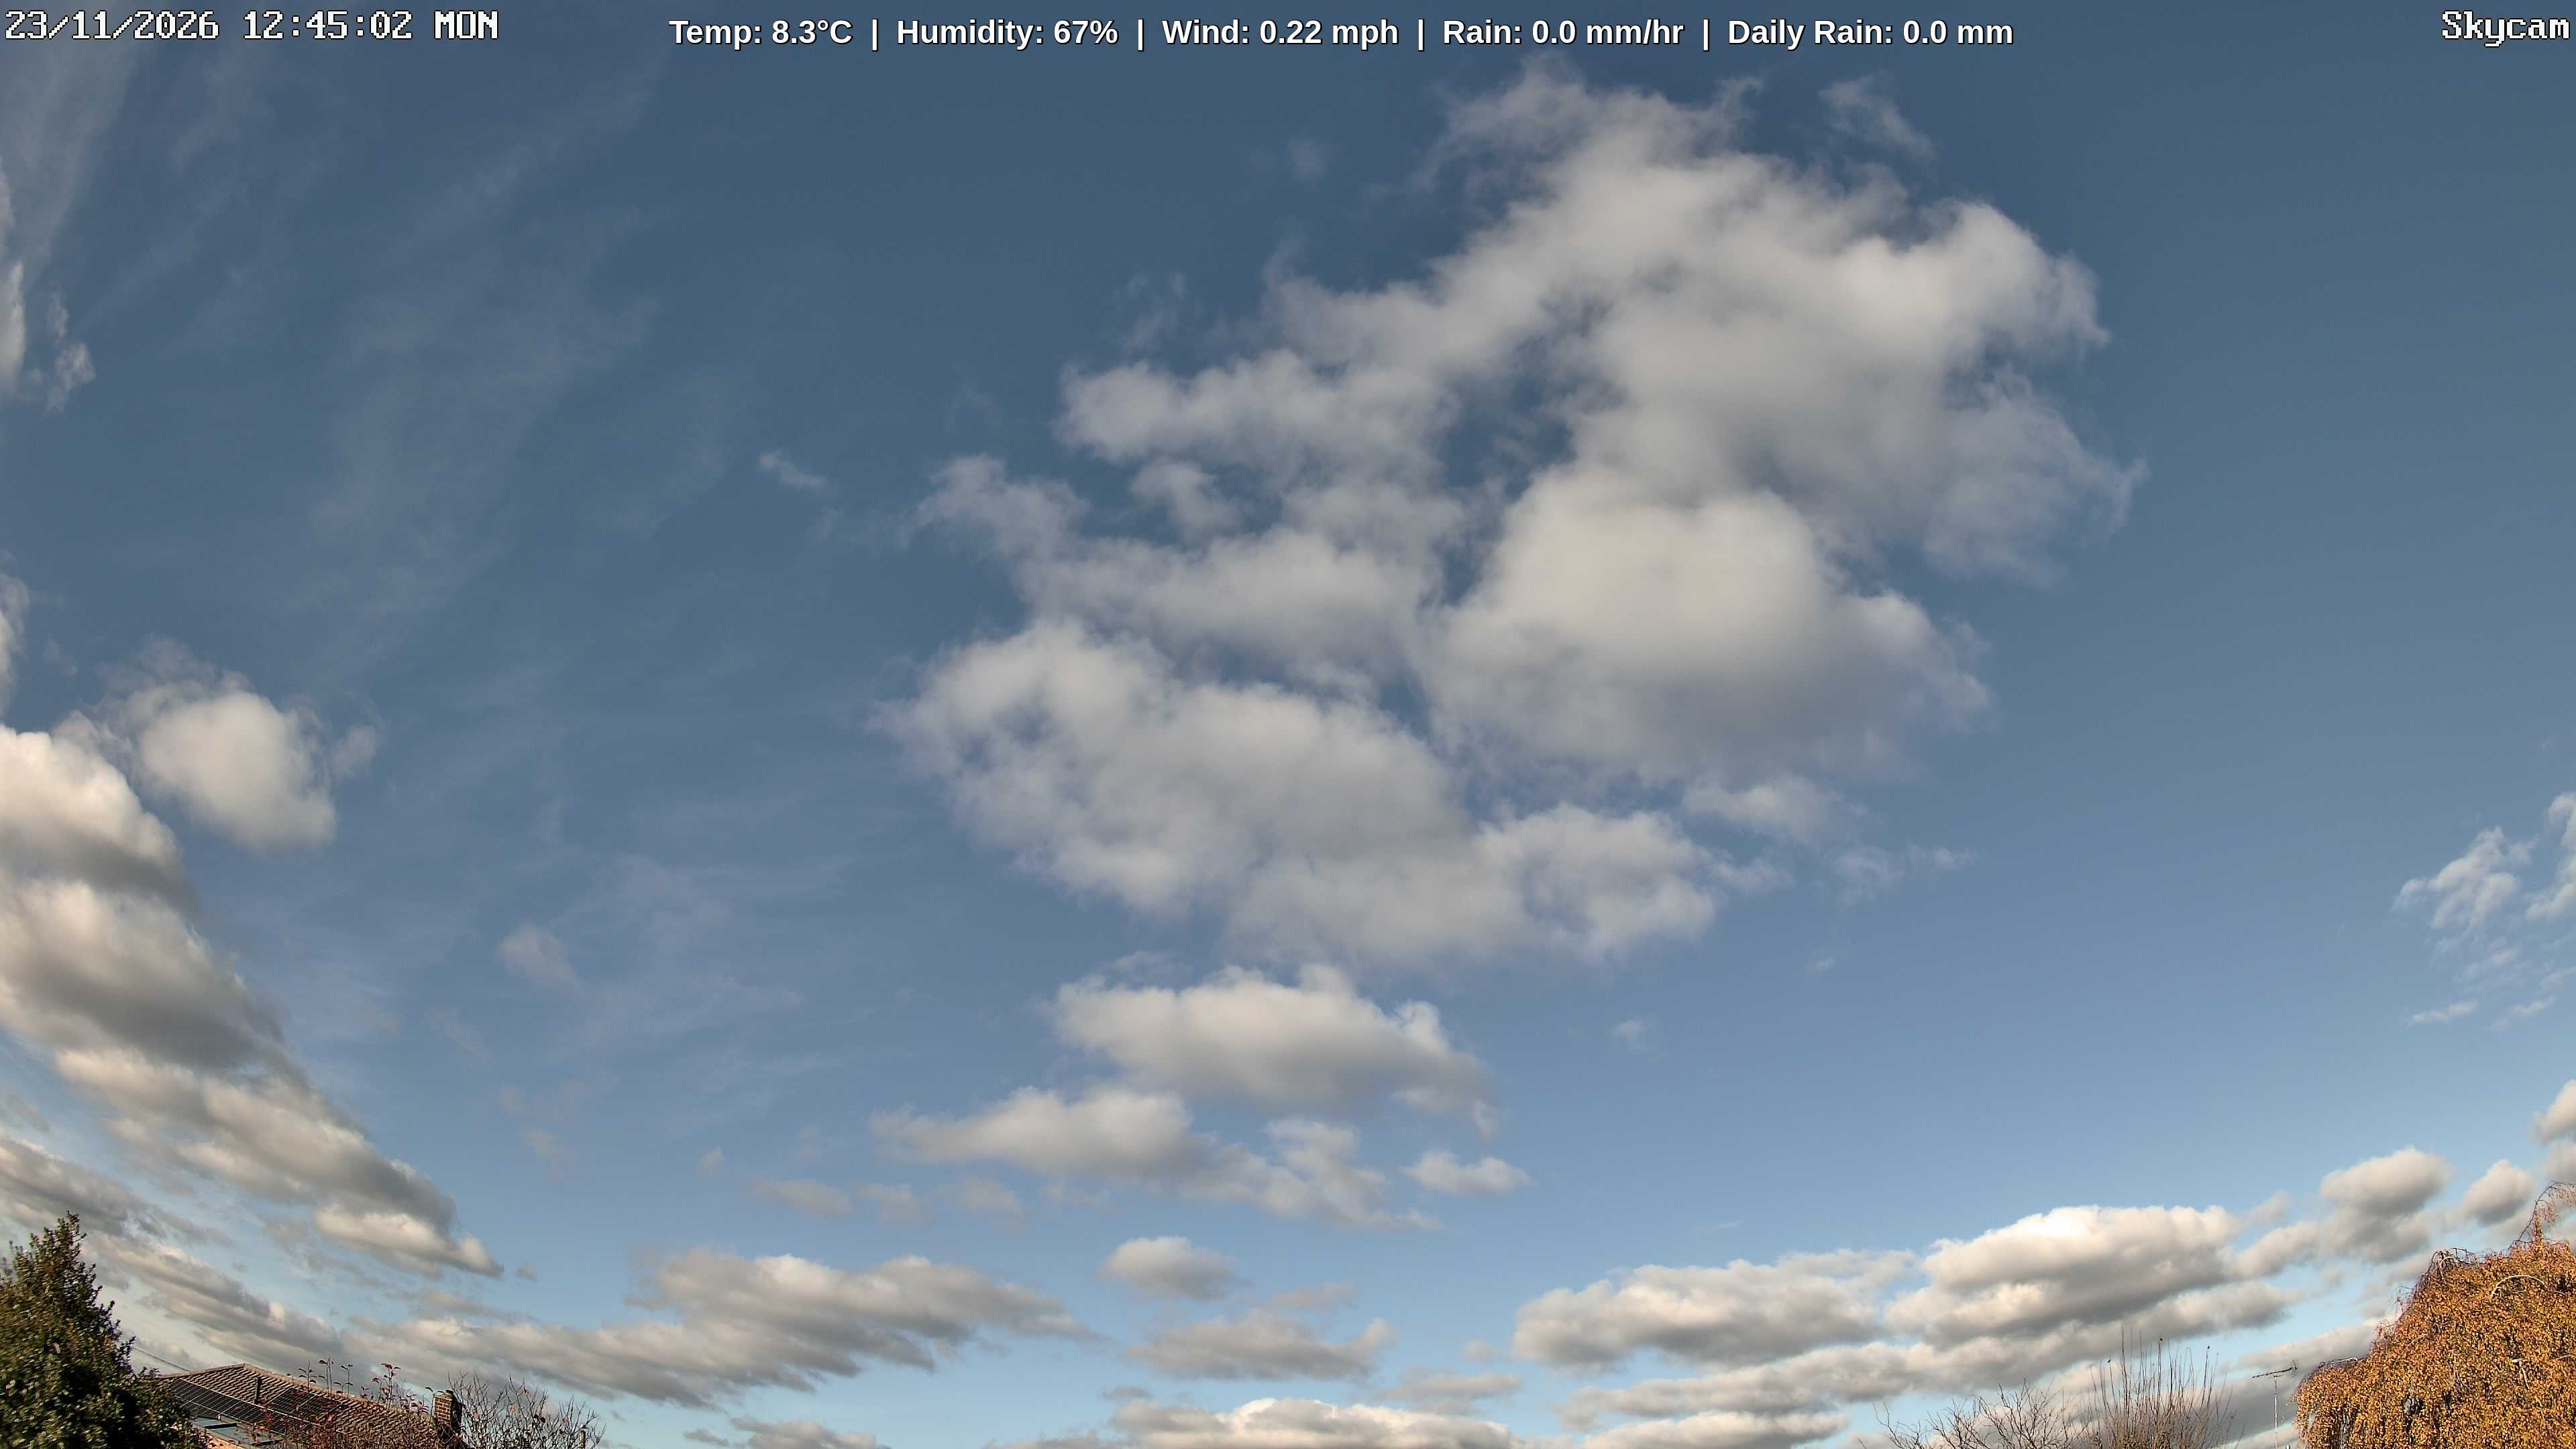 23/11/2026 12:45:02 MON
Temp: 8.3°C | Humidity: 67% | Wind: 0.22 mph | Rain: 0.0 mm/hr | Daily Rain: 0.0 mm
Skycam